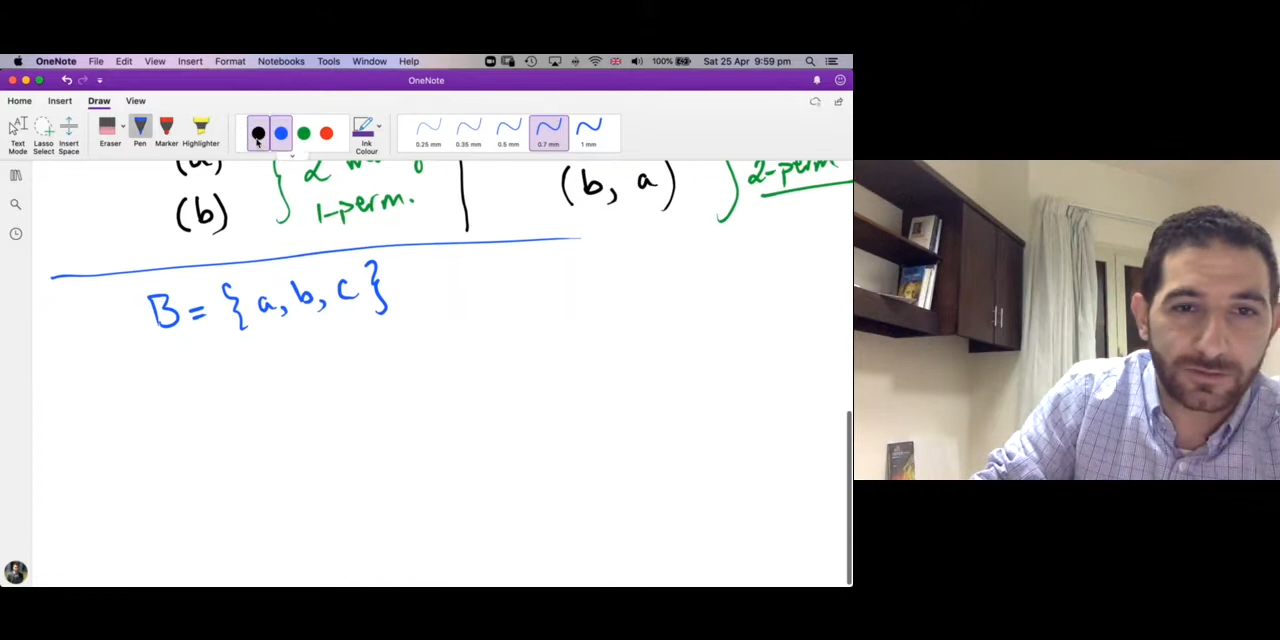 OneNote File Edit View Insert Format Notebooks Tools Window Help 100% Sat 25 Apr 9:59 pm
OneNote
Home Insert Draw View
Text Mode
Lasso Select
Insert Space
Eraser
Pen
Marker
Highlighter
Ink Colour
0.25 mm 0.35 mm 0.5 mm 0.7 mm 1 mm
(b, a) 2-perm
(b) 1-perm.
B = { a, b, c }